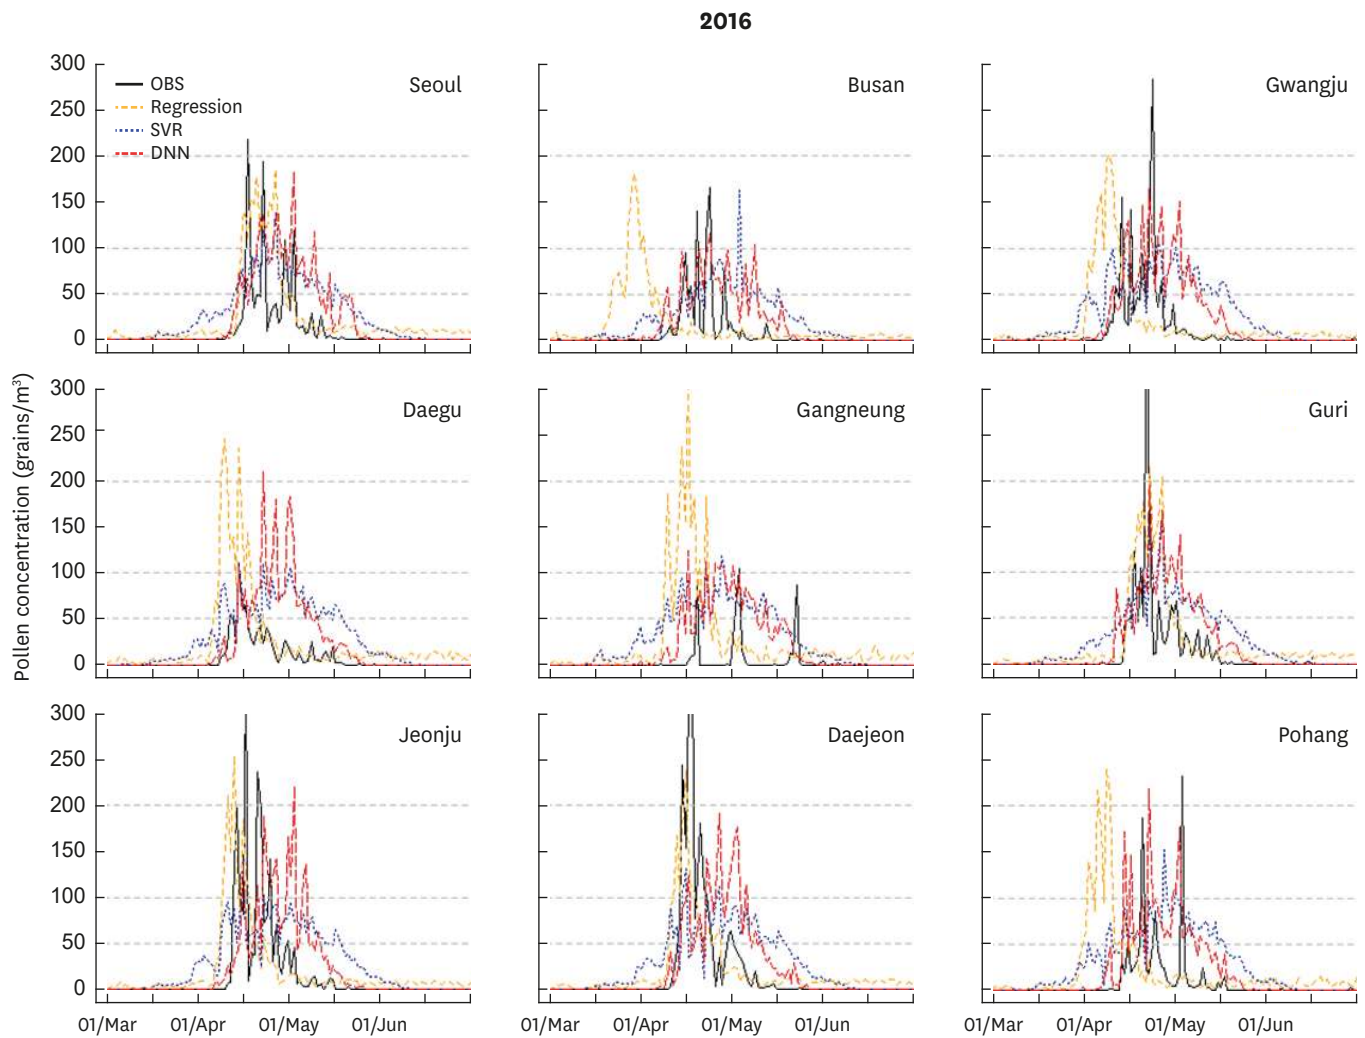 2016
300
250
200
150
100
50
0
OBS
Regression
SVR
DNN
Seoul
Busan
Gwangju
Pollen concentration (grains/m³)
300
250
200
150
100
50
0
Daegu
Gangneung
Guri
300
250
200
150
100
50
0
Jeonju
Daejeon
Pohang
01/Mar 01/Apr 01/May 01/Jun
01/Mar 01/Apr 01/May 01/Jun
01/Mar 01/Apr 01/May 01/Jun